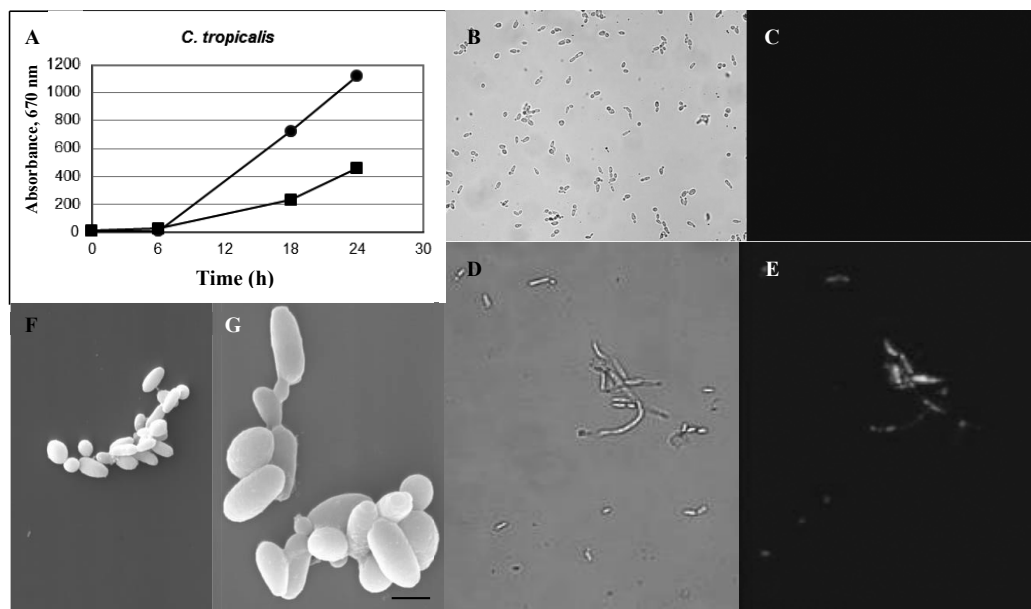 A
C. tropicalis
1200
1000
800
600
400
200
0
0 6 12 18 24 30
Absorbance, 670 nm
Time (h)
B
C
D
E
F
G